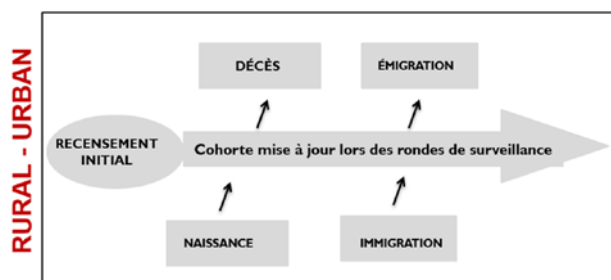 RURAL - URBAN
DÉCÈS
ÉMIGRATION
RECENSEMENT
INITIAL
Cohorte mise à jour lors des rondes de surveillance
NAISSANCE
IMMIGRATION